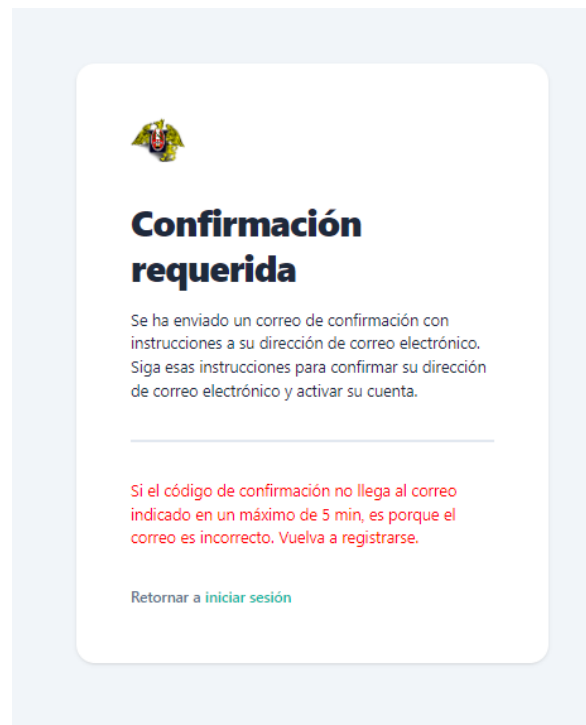 Confirmación
requerida
Se ha enviado un correo de confirmación con
instrucciones a su dirección de correo electrónico.
Siga esas instrucciones para confirmar su dirección
de correo electrónico y activar su cuenta.
Si el código de confirmación no llega al correo
indicado en un máximo de 5 min, es porque el
correo es incorrecto. Vuelva a registrarse.
Retornar a iniciar sesión